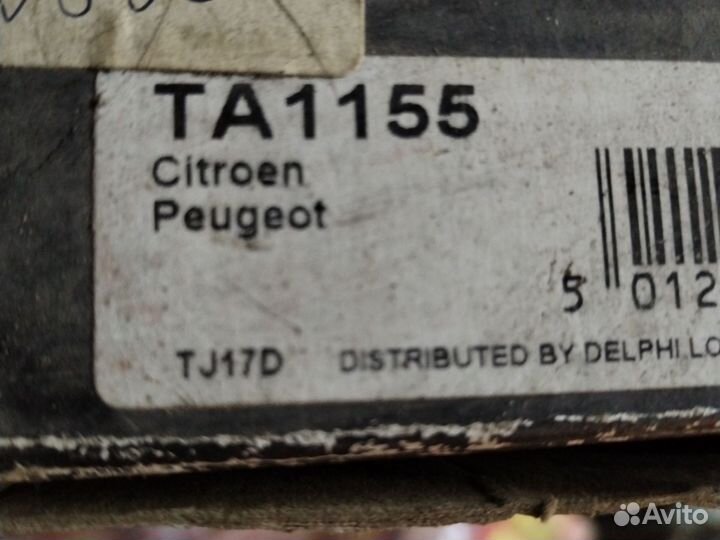 TA1155
Citroen
Peugeot
5 012
TJ17D DISTRIBUTED BY DELPHI LO
Avito